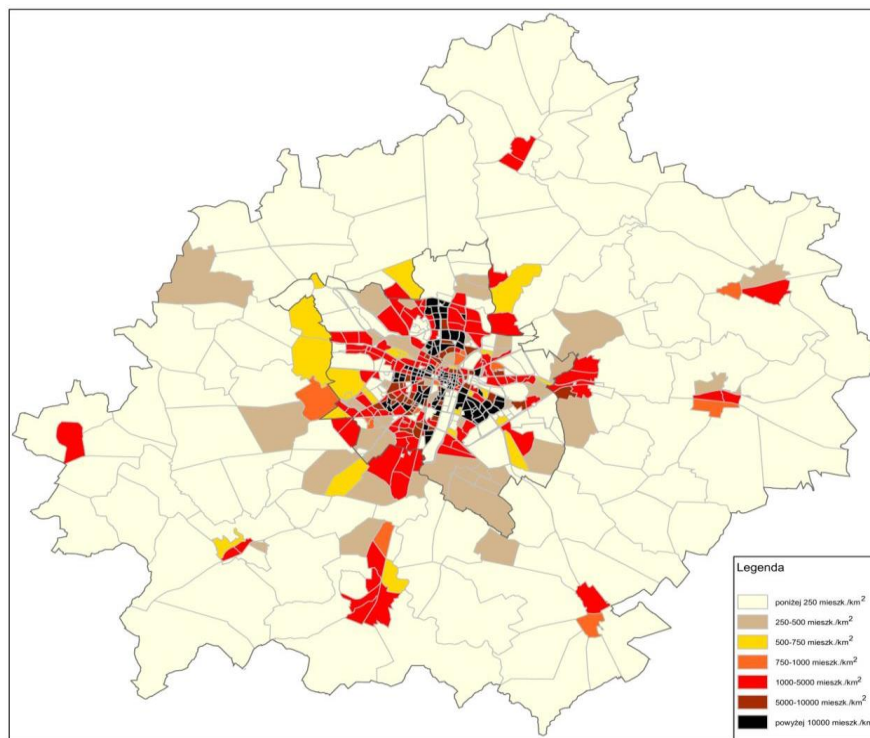 Legenda
poniżej 250 mieszk./km²
250-500 mieszk./km²
500-750 mieszk./km²
750-1000 mieszk./km²
1000-5000 mieszk./km²
5000-10000 mieszk./km²
powyżej 10000 mieszk./km